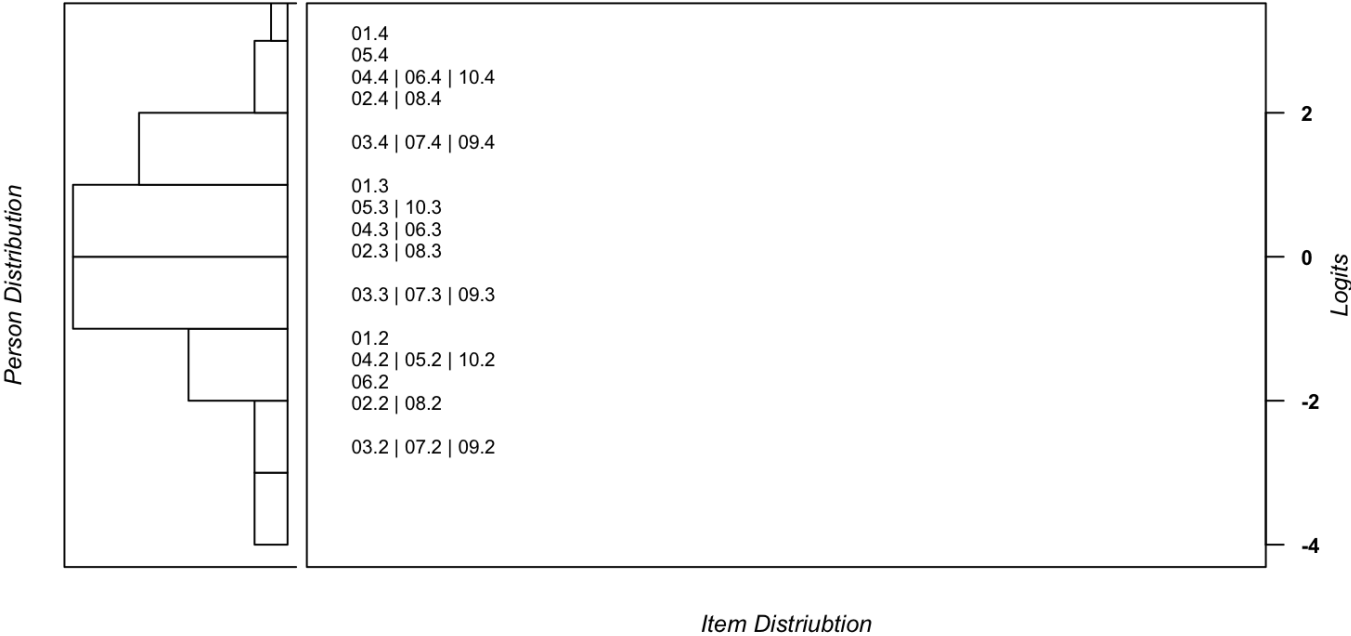 Person Distribution
01.4
05.4
04.4 | 06.4 | 10.4
02.4 | 08.4
03.4 | 07.4 | 09.4
01.3
05.3 | 10.3
04.3 | 06.3
02.3 | 08.3
03.3 | 07.3 | 09.3
01.2
04.2 | 05.2 | 10.2
06.2
02.2 | 08.2
03.2 | 07.2 | 09.2
2
0
-2
-4
Logits
Item Distriubtion